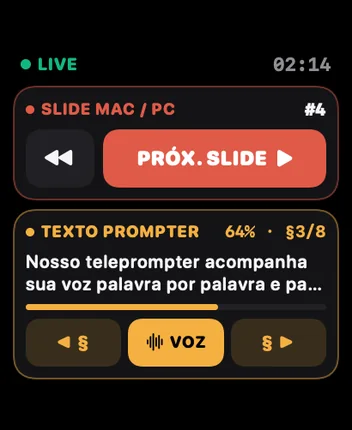 LIVE
02:14
SLIDE MAC / PC
#4
PRÓX. SLIDE
TEXTO PROMPTER
64% · §3/8
Nosso teleprompter acompanha
sua voz palavra por palavra e pa...
§
VOZ
§